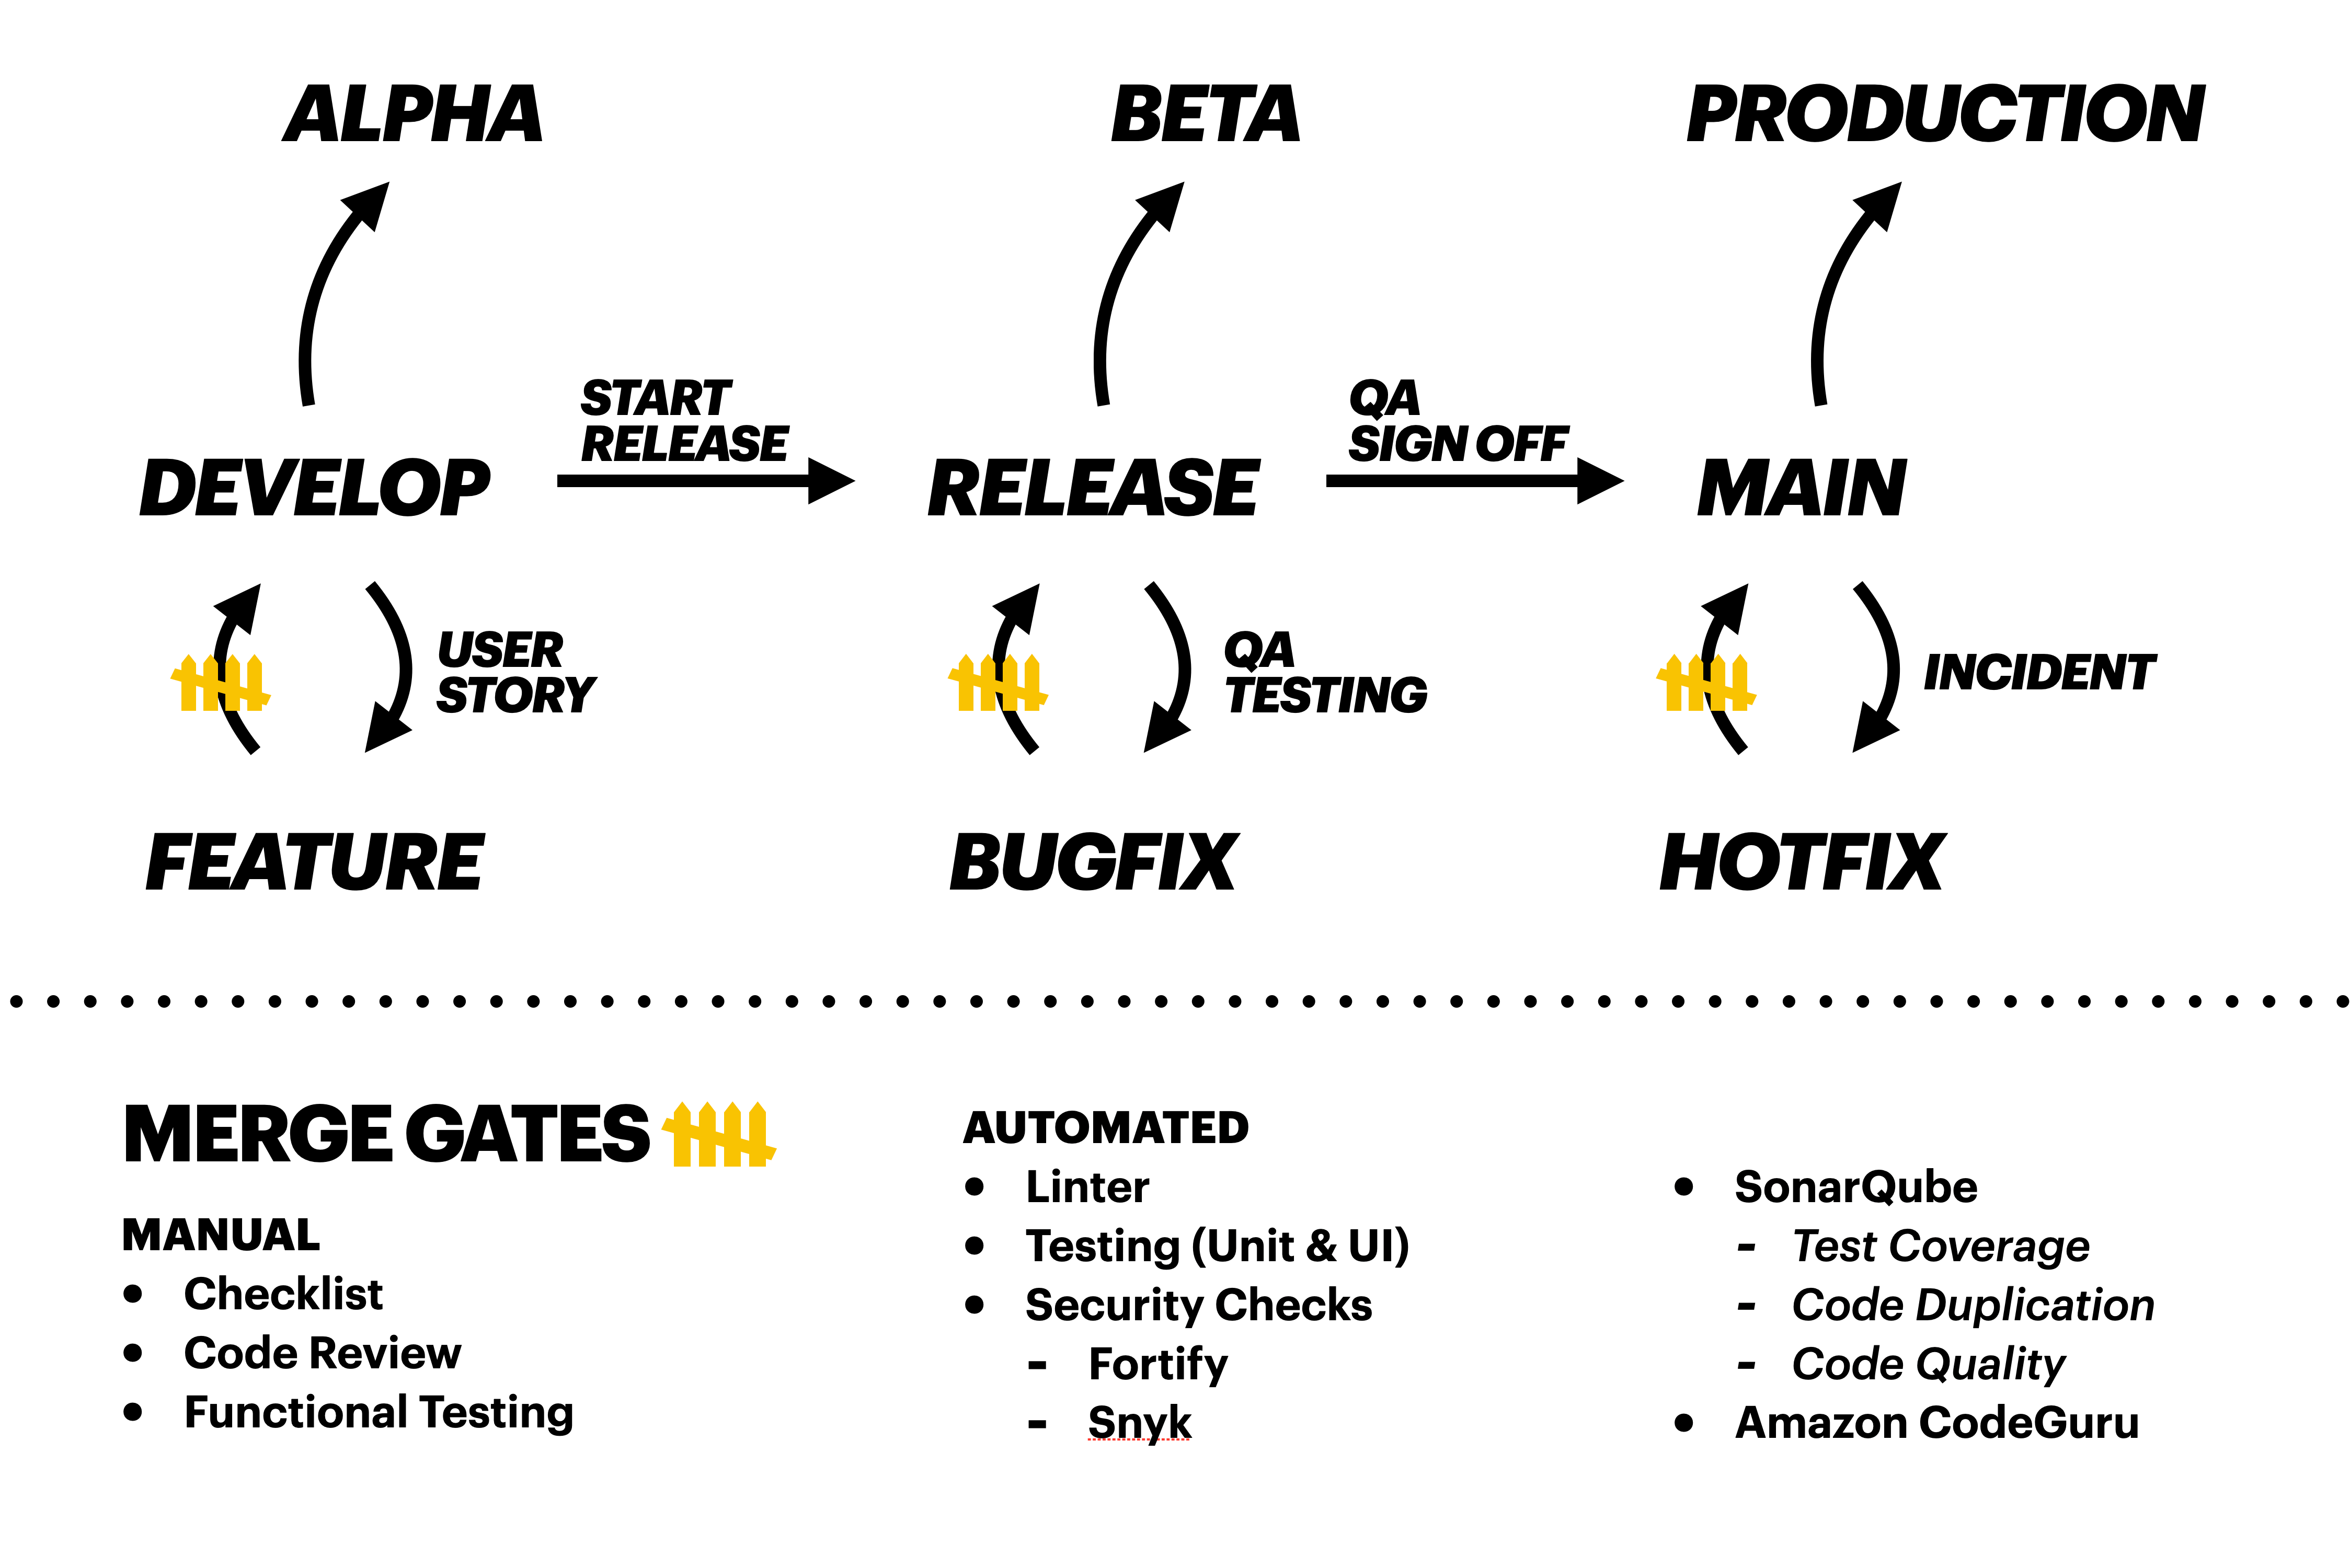 ALPHA
BETA
PRODUCTION
START
RELEASE
QA
SIGN OFF
DEVELOP
RELEASE
MAIN
USER
STORY
QA
TESTING
INCIDENT
FEATURE
BUGFIX
HOTFIX
MERGE GATES
MANUAL
• Checklist
• Code Review
• Functional Testing
AUTOMATED
• Linter
• Testing (Unit & UI)
• Security Checks
- Fortify
- Snyk
• SonarQube
- Test Coverage
- Code Duplication
- Code Quality
• Amazon CodeGuru